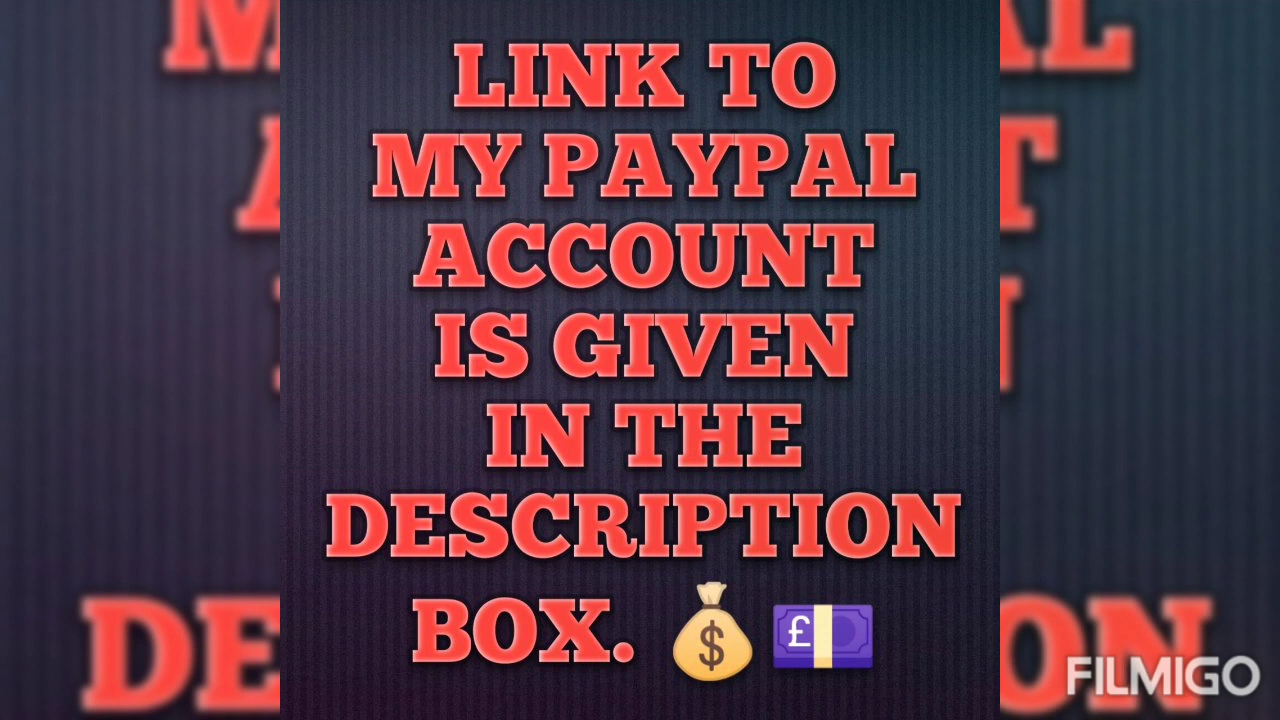 LINK TO
MY PAYPAL
ACCOUNT
IS GIVEN
IN THE
DESCRIPTION
BOX. 💰 💷
FILMIGO